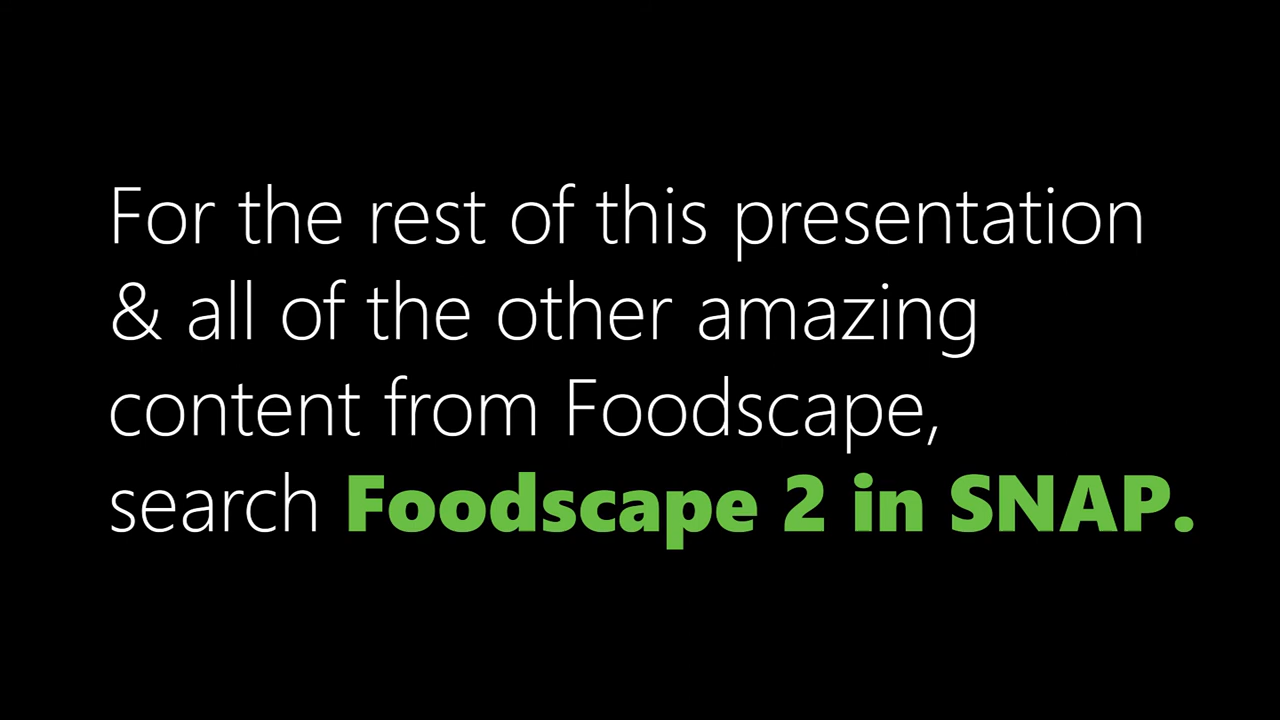 For the rest of this presentation
& all of the other amazing
content from Foodscape,
search Foodscape 2 in SNAP.